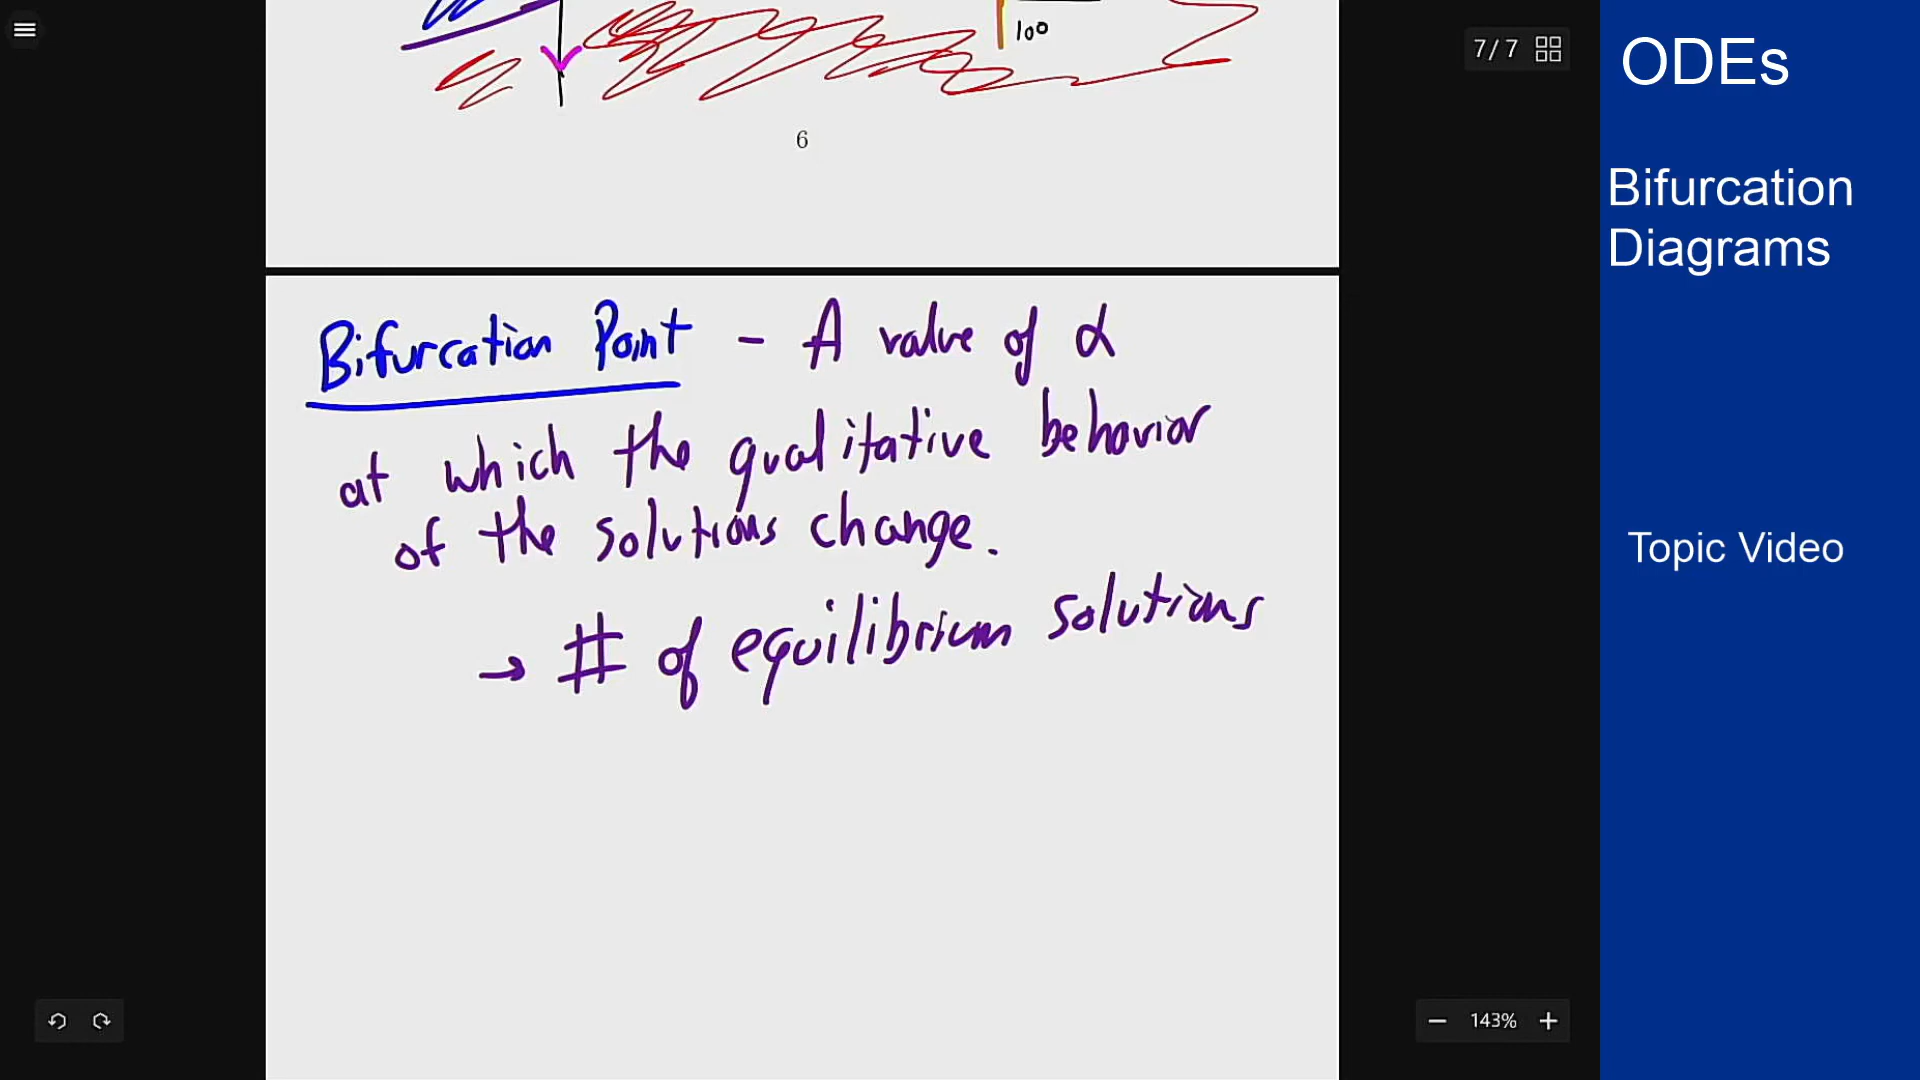 100
7/7
6
ODEs
Bifurcation
Diagrams
Bifurcation Point - A value of α
at which the qualitative behavior
of the solutions change.
→ # of equilibrium solutions
Topic Video
143%